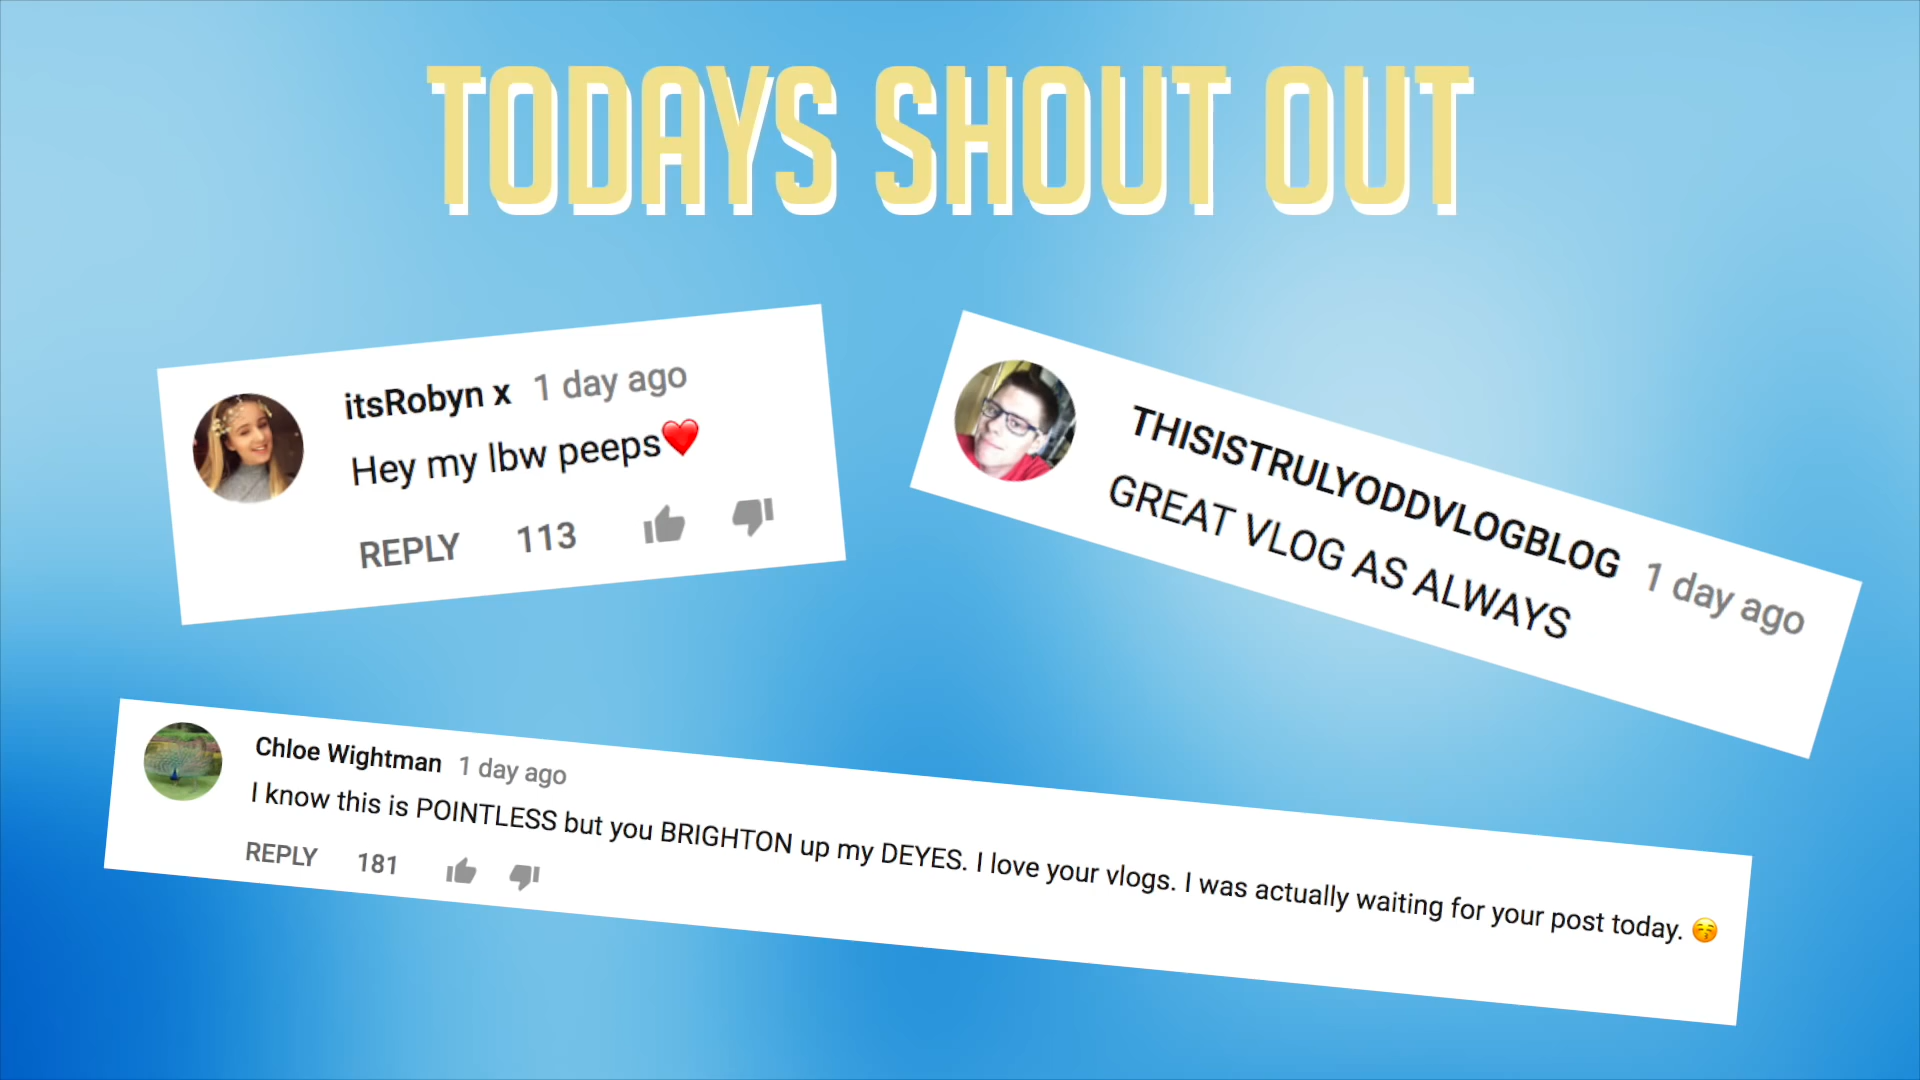 TODAYS SHOUT OUT
itsRobyn x 1 day ago
Hey my lbw peeps❤️
REPLY 113
THISISTRULYODDVLOGBLOG 1 day ago
GREAT VLOG AS ALWAYS
Chloe Wightman 1 day ago
I know this is POINTLESS but you BRIGHTON up my DEYES. I love your vlogs. I was actually waiting for your post today. 😚
REPLY 181